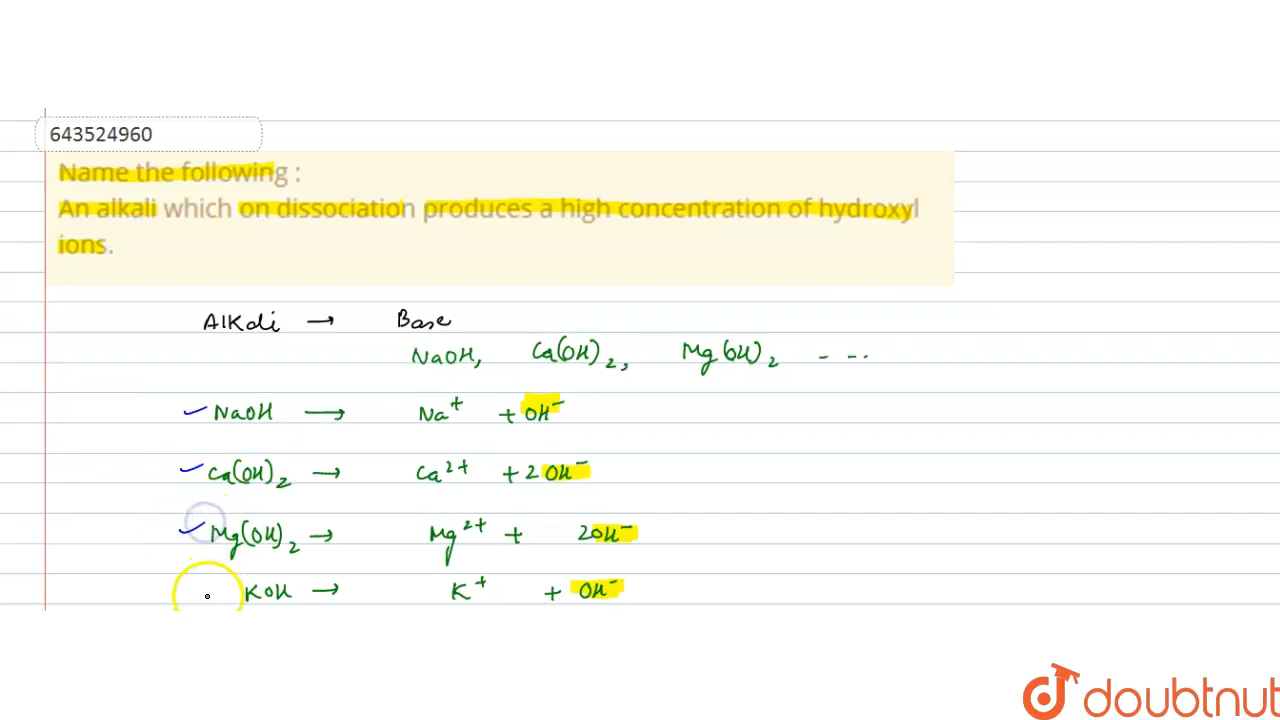 643524960
Name the following :
An alkali which on dissociation produces a high concentration of hydroxyl
ions.
Alkali → Base
NaOH, Ca(OH)₂, Mg(OH)₂ - - - -
✓ NaOH → Na⁺ + OH⁻
✓ Ca(OH)₂ → Ca²⁺ + 2 OH⁻
✓ Mg(OH)₂ → Mg²⁺ + 2OH⁻
KOH → K⁺ + OH⁻
doubtnut